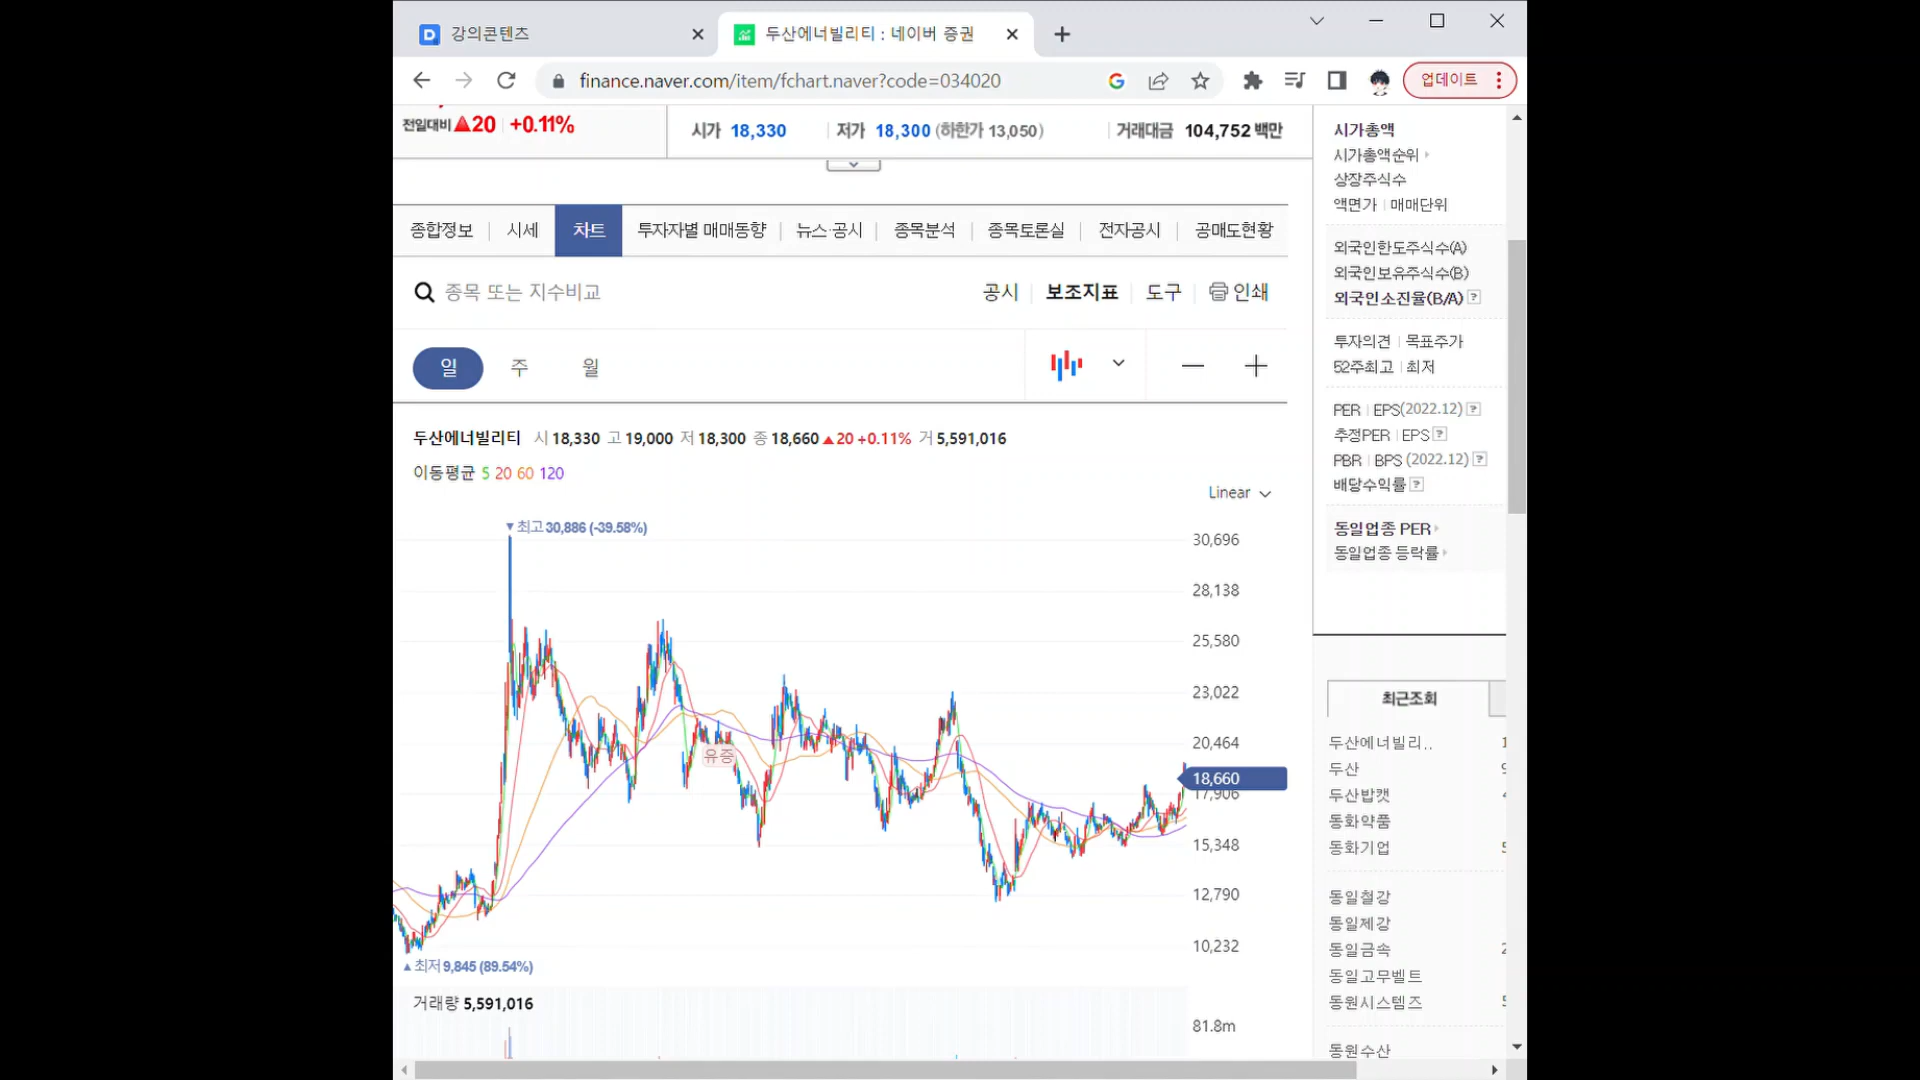 강의콘텐츠
두산에너빌리티 : 네이버 증권
finance.naver.com/item/fchart.naver?code=034020
업데이트
전일대비 ▲20 +0.11%
시가 18,330 저가 18,300 (하한가 13,050) 거래대금 104,752 백만
종합정보 시세 차트 투자자별 매매동향 뉴스·공시 종목분석 종목토론실 전자공시 공매도현황
종목 또는 지수비교
공시 보조지표 도구 인쇄
일 주 월
두산에너빌리티 시 18,330 고 19,000 저 18,300 종 18,660 ▲20 +0.11% 거 5,591,016
이동평균 5 20 60 120
Linear
▼최고 30,886 (-39.58%)
30,696
28,138
25,580
23,022
20,464
유증
18,660
17,906
15,348
12,790
10,232
▲최저 9,845 (89.54%)
거래량 5,591,016
81.8m
시가총액
시가총액순위
상장주식수
액면가 | 매매단위
외국인한도주식수(A)
외국인보유주식수(B)
외국인소진율(B/A) ?
투자의견 | 목표주가
52주최고 | 최저
PER | EPS(2022.12) ?
추정PER | EPS ?
PBR | BPS (2022.12) ?
배당수익률 ?
동일업종 PER
동일업종 등락률
최근조회
두산에너빌리..
두산
두산밥캣
동화약품
동화기업
동일철강
동일제강
동일금속
동일고무벨트
동원시스템즈
동원수산